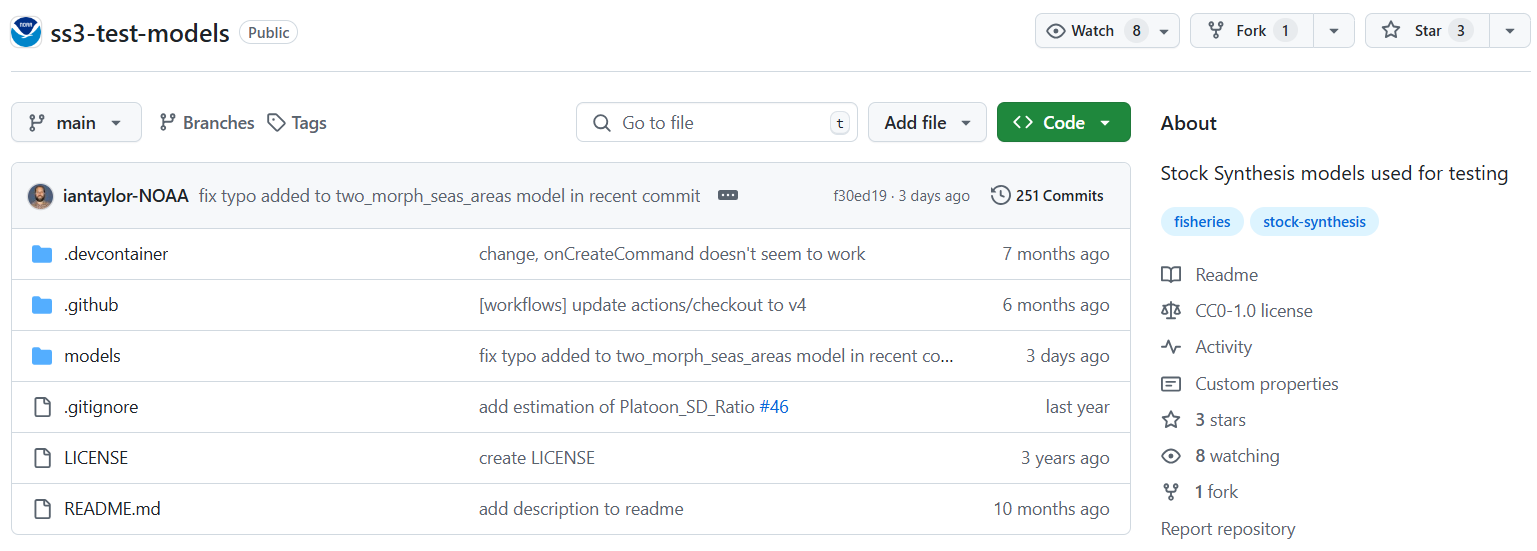 NOAA
ss3-test-models Public
Watch 8 Fork 1 Star 3
main Branches Tags Go to file t Add file Code
iantaylor-NOAA fix typo added to two_morph_seas_areas model in recent commit f30ed19 · 3 days ago 251 Commits
.devcontainer change, onCreateCommand doesn't seem to work 7 months ago
.github [workflows] update actions/checkout to v4 6 months ago
models fix typo added to two_morph_seas_areas model in recent co... 3 days ago
.gitignore add estimation of Platoon_SD_Ratio #46 last year
LICENSE create LICENSE 3 years ago
README.md add description to readme 10 months ago
About
Stock Synthesis models used for testing
fisheries stock-synthesis
Readme
CC0-1.0 license
Activity
Custom properties
3 stars
8 watching
1 fork
Report repository